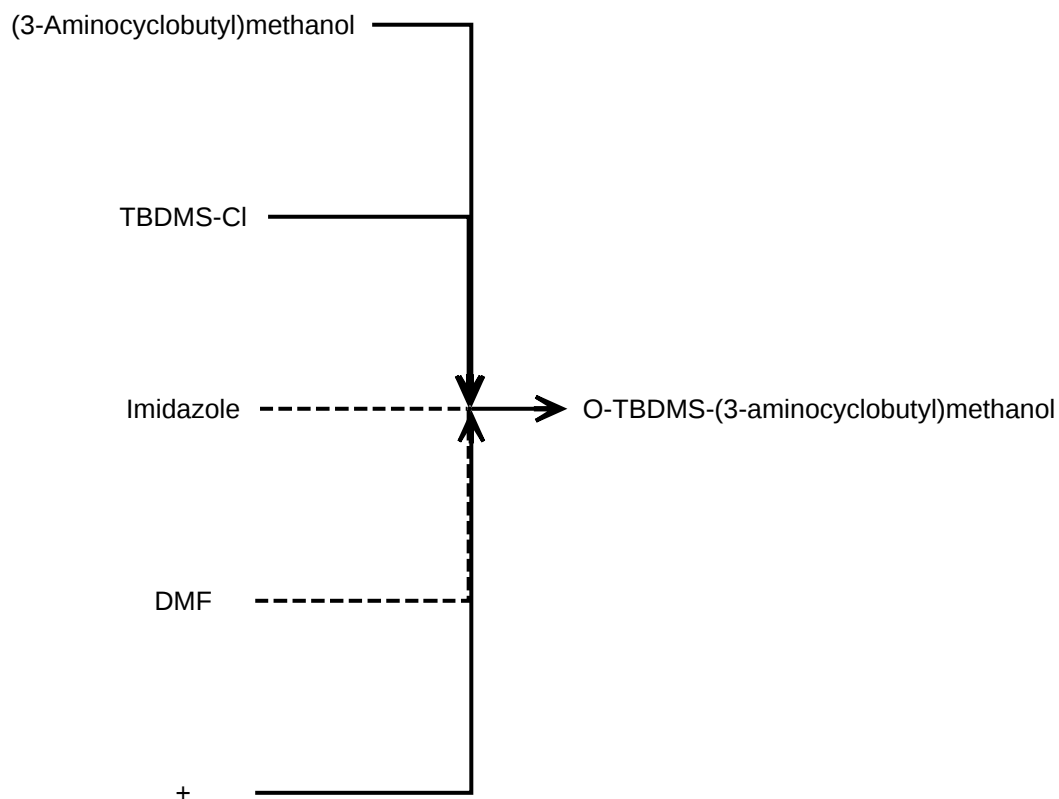 (3-Aminocyclobutyl)methanol
TBDMS-Cl
Imidazole
O-TBDMS-(3-aminocyclobutyl)methanol
DMF
+